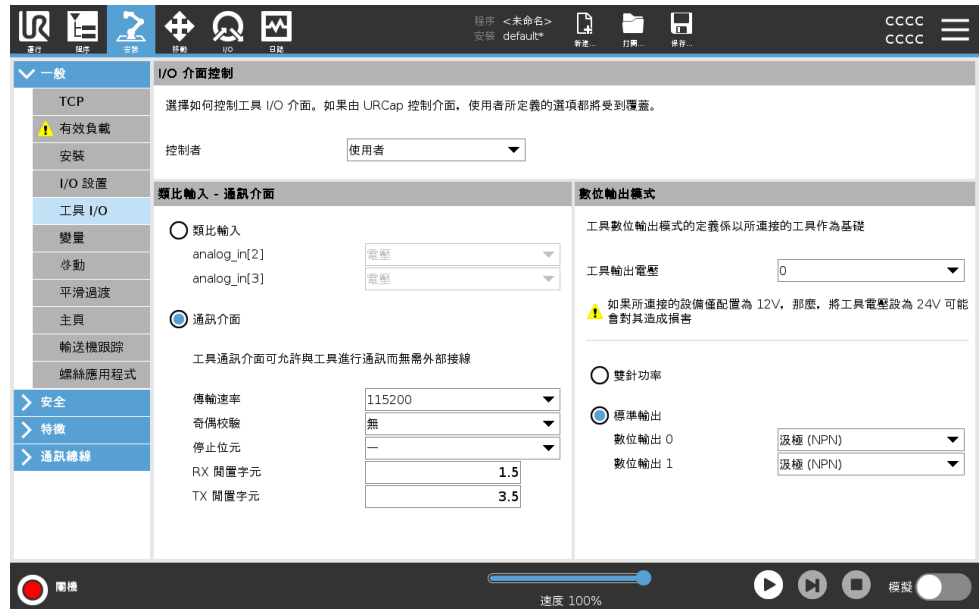 程序 <未命名>
安裝 default*
運行
程序
安裝
移動
I/O
日誌
新建...
打開...
保存...
CCCC
CCCC
一般
TCP
有效負載
安裝
I/O 設置
工具 I/O
變量
啓動
平滑過渡
主頁
輸送機跟踪
螺絲應用程式
安全
特徵
通訊總線
I/O 介面控制
選擇如何控制工具 I/O 介面。如果由 URCap 控制介面，使用者所定義的選項都將受到覆蓋。
控制者
使用者
類比輸入 - 通訊介面
類比輸入
analog_in[2]
電壓
analog_in[3]
電壓
通訊介面
工具通訊介面可允許與工具進行通訊而無需外部接線
傳輸速率
115200
奇偶校驗
無
停止位元
一
RX 閒置字元
1.5
TX 閒置字元
3.5
數位輸出模式
工具數位輸出模式的定義係以所連接的工具作為基礎
工具輸出電壓
0
如果所連接的設備僅配置為 12V，那麼，將工具電壓設為 24V 可能
會對其造成損害
雙針功率
標準輸出
數位輸出 0
汲極 (NPN)
數位輸出 1
汲極 (NPN)
關機
速度 100%
模擬